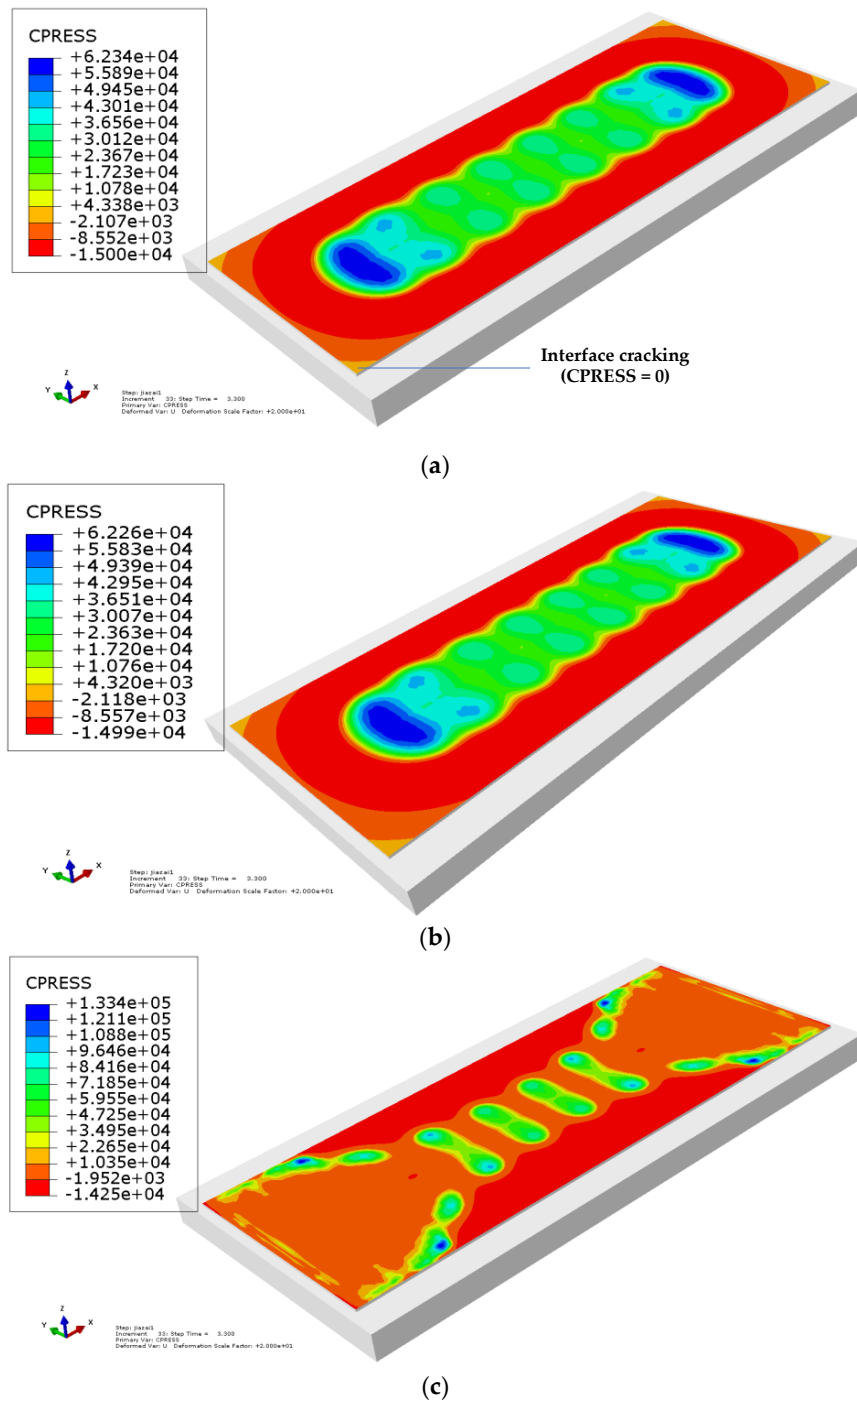 CPRESS
+6.234e+04
+5.589e+04
+4.945e+04
+4.301e+04
+3.656e+04
+3.012e+04
+2.367e+04
+1.723e+04
+1.078e+04
+4.338e+03
-2.107e+03
-8.552e+03
-1.500e+04
Interface cracking
(CPRESS = 0)
Z
Y
X
Step: jiazai1
Increment 33: Step Time = 3.300
Primary Var: CPRESS
Deformed Var: U Deformation Scale Factor: +2.000e+01
(a)
CPRESS
+6.226e+04
+5.583e+04
+4.939e+04
+4.295e+04
+3.651e+04
+3.007e+04
+2.363e+04
+1.720e+04
+1.076e+04
+4.320e+03
-2.118e+03
-8.557e+03
-1.499e+04
Z
Y
X
Step: jiazai1
Increment 33: Step Time = 3.300
Primary Var: CPRESS
Deformed Var: U Deformation Scale Factor: +2.000e+01
(b)
CPRESS
+1.334e+05
+1.211e+05
+1.088e+05
+9.646e+04
+8.416e+04
+7.185e+04
+5.955e+04
+4.725e+04
+3.495e+04
+2.265e+04
+1.035e+04
-1.952e+03
-1.425e+04
Z
Y
X
Step: jiazai1
Increment 33: Step Time = 3.300
Primary Var: CPRESS
Deformed Var: U Deformation Scale Factor: +2.000e+01
(c)